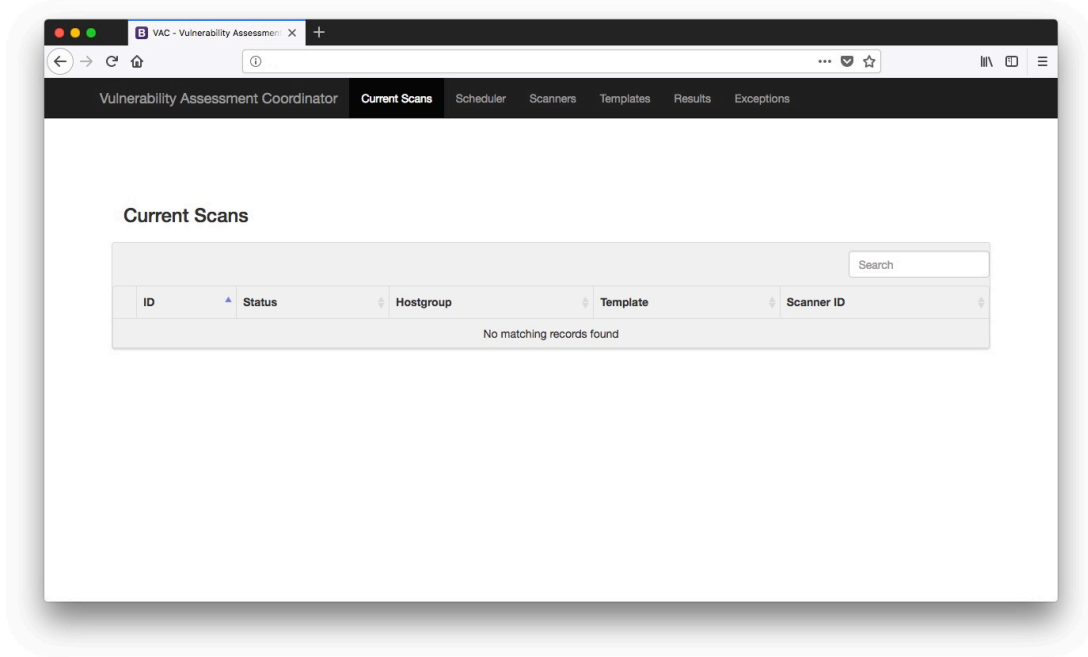 B VAC - Vulnerability Assessmen
Vulnerability Assessment Coordinator Current Scans Scheduler Scanners Templates Results Exceptions
Current Scans
Search
ID Status Hostgroup Template Scanner ID
No matching records found